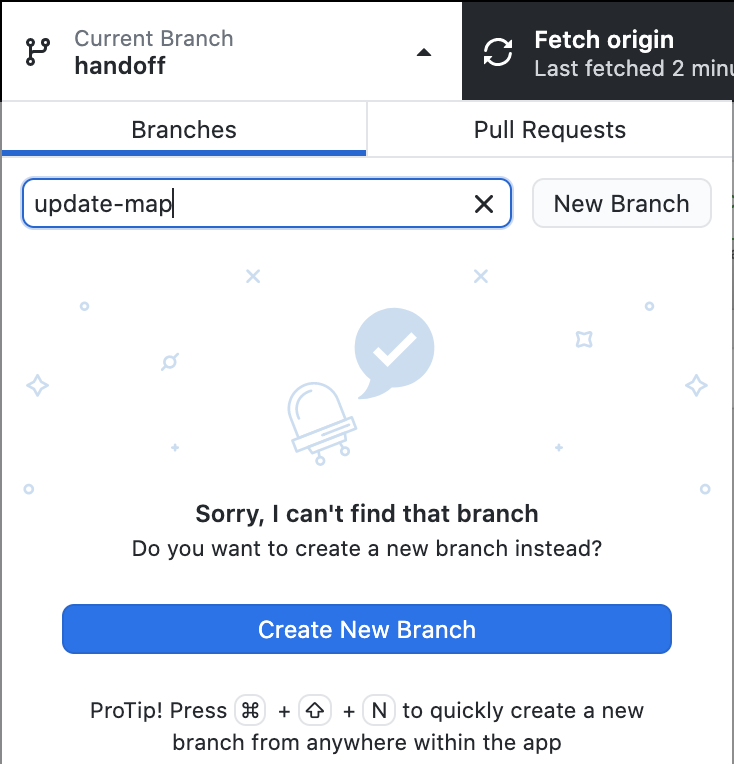 Current Branch
handoff
Fetch origin
Last fetched 2
Branches
Pull Requests
update-map
New Branch
Sorry, I can't find that branch
Do you want to create a new branch instead?
Create New Branch
ProTip! Press ⌘ + ⇧ + N to quickly create a new
branch from anywhere within the app